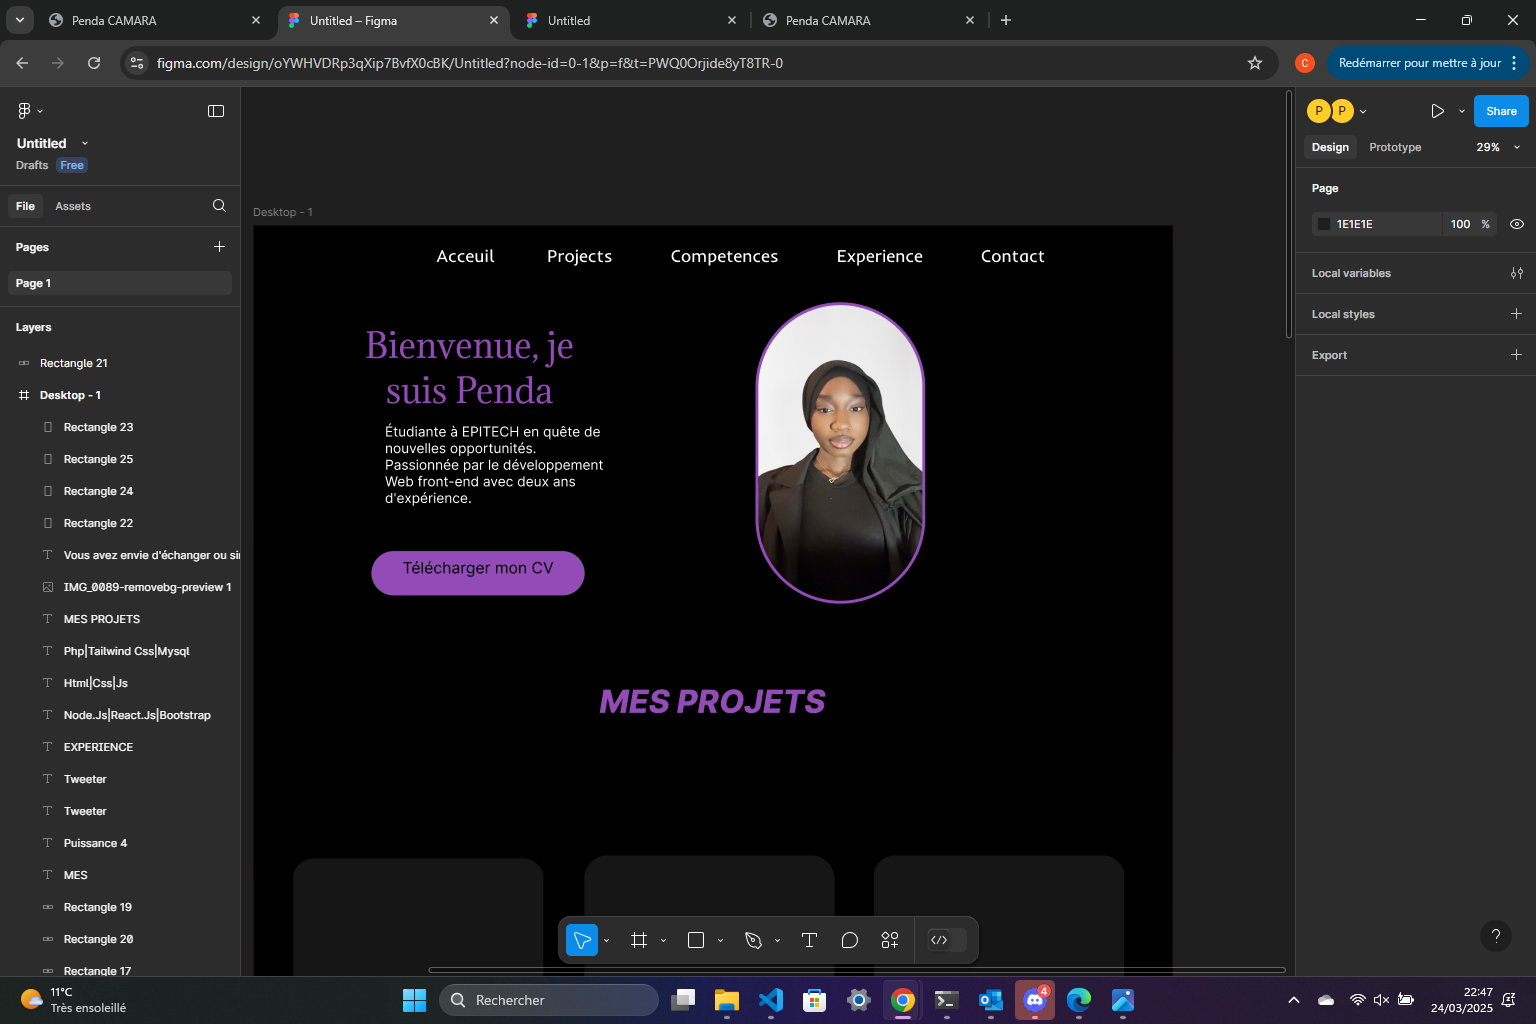 Penda CAMARA
Untitled – Figma
Untitled
Penda CAMARA
figma.com/design/oYWHVDRp3qXip7BvfX0cBK/Untitled?node-id=0-1&p=f&t=PWQ0Orjide8yT8TR-0
C
Redémarrer pour mettre à jour
Untitled
Drafts
Free
File
Assets
Pages
Page 1
Layers
Rectangle 21
Desktop - 1
Rectangle 23
Rectangle 25
Rectangle 24
Rectangle 22
Vous avez envie d'échanger ou si
IMG_0089-removebg-preview 1
MES PROJETS
Php|Tailwind Css|Mysql
Html|Css|Js
Node.Js|React.Js|Bootstrap
EXPERIENCE
Tweeter
Tweeter
Puissance 4
MES
Rectangle 19
Rectangle 20
Rectangle 17
Desktop - 1
Acceuil
Projects
Competences
Experience
Contact
Bienvenue, je
suis Penda
Étudiante à EPITECH en quête de
nouvelles opportunités.
Passionnée par le développement
Web front-end avec deux ans
d'expérience.
Télécharger mon CV
MES PROJETS
P
P
Share
Design
Prototype
29%
Page
1E1E1E
100
%
Local variables
Local styles
Export
?
11°C
Très ensoleillé
Rechercher
4
22:47
24/03/2025